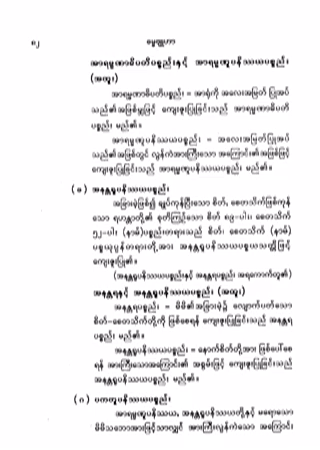 ၈၂
ဓမ္မဏ္ဏဟာ
အာရမ္မဏာဓိပတိပစ္စည်းနှင့် အာရမ္မဏူပနိဿယပစ္စည်း
(အထူး)
အာရမ္မဏာဓိပတိပစ္စည်း = အာရုံကို အလေးအမြတ် ပြုအပ်
သည်၏အဖြစ်မျှဖြင့် ကျေးဇူးပြုခြင်းသည် အာရမ္မဏာဓိပတိ
ပစ္စည်း မည်၏။
အာရမ္မဏူပနိဿယပစ္စည်း = အလေးအမြတ်ပြုအပ်
သည်၏အဖြစ်တွင် လွန်ကဲအားကြီးသော အကြောင်း၏အဖြစ်ဖြင့်
ကျေးဇူးပြုခြင်းသည် အာရမ္မဏူပနိဿယပစ္စည်း မည်၏။
(ခ) အနန္တရူပနိဿယပစ္စည်း
အခြားမဲ့ဖြစ်၍ ချုပ်ကုန်ပြီးသော စိတ်, စေတသိက်ဖြစ်ကုန်
သော ရဟန္တာတို့၏ စုတိကြဉ်သော စိတ် ၈၉-ပါး၊ စေတသိက်
၅၂-ပါး (နာမ်)ပစ္စည်းတရားသည် စိတ်၊ စေတသိက် (နာမ်)
ပစ္စယုပ္ပန်တရားတို့အား အနန္တရူပနိဿယပစ္စယသတ္တိဖြင့်
ကျေးဇူးပြု၏။
(အနန္တရူပနိဿယပစ္စည်းနှင့် အနန္တရပစ္စည်း အရကောက်တူ၏)
အနန္တရနှင့် အနန္တရူပနိဿယပစ္စည်း (အထူး)
အနန္တရပစ္စည်း = မိမိ၏အခြားမဲ့၌ လျောက်ပတ်သော
စိတ်-စေတသိက်တို့ကို ဖြစ်စေရန် ကျေးဇူးပြုခြင်းသည် အနန္တရ
ပစ္စည်း မည်၏။
အနန္တရူပနိဿယပစ္စည်း = နောက်စိတ်တို့အား ဖြစ်ပေါ်စေ
ရန် အားကြီးသောအကြောင်း၏ အစွမ်းဖြင့် ကျေးဇူးပြုခြင်းသည်
အနန္တရူပနိဿယပစ္စည်း မည်၏။
(ဂ) ပကတူပနိဿယပစ္စည်း
အာရမ္မဏူပနိဿယ, အနန္တရူပနိဿယတို့နှင့် မရောသော
မိမိသဘောအားဖြင့်သာလျှင် အားကြီးလွန်ကဲသော အကြောင်း